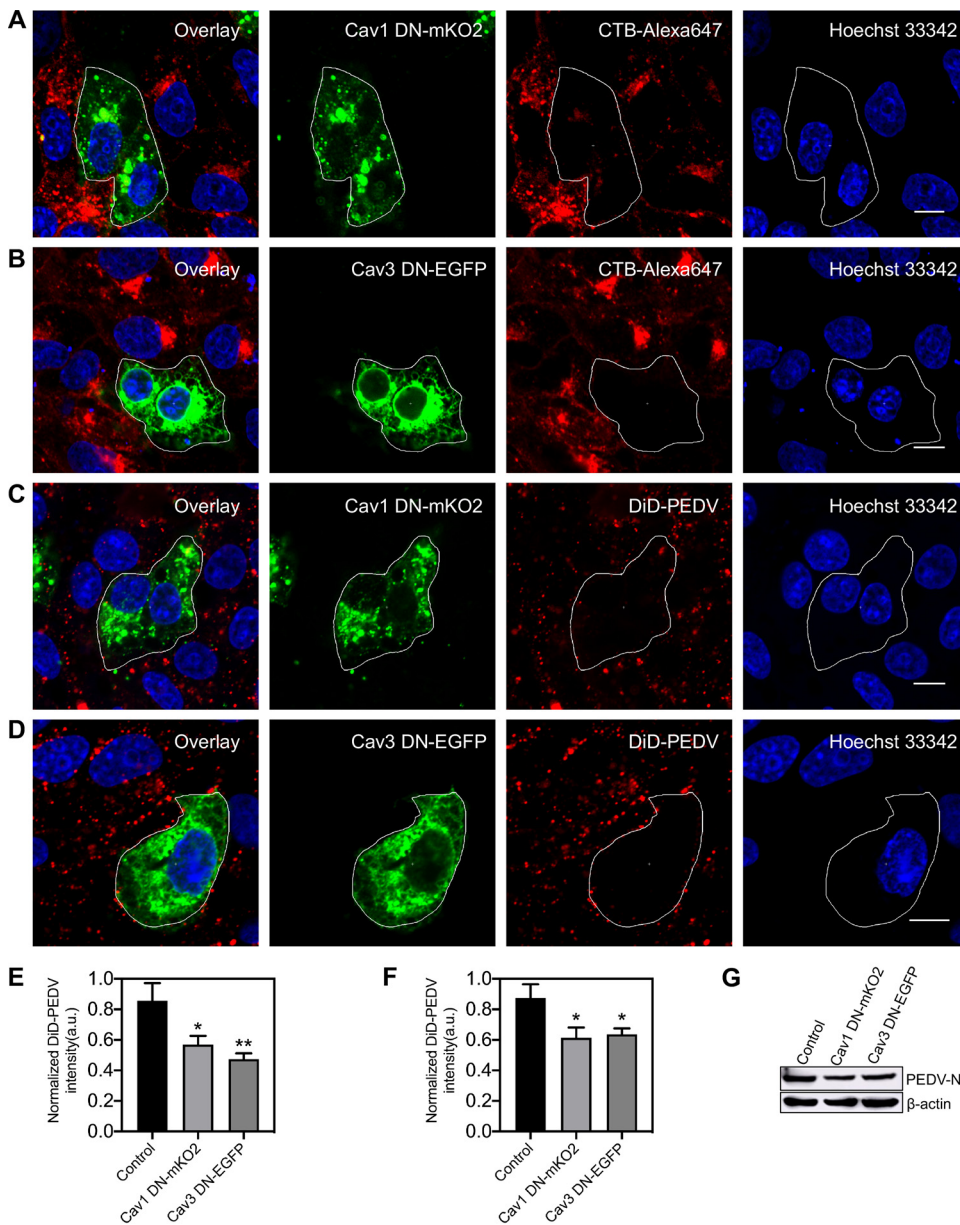 A
Overlay
Cav1 DN-mKO2
CTB-Alexa647
Hoechst 33342
B
Overlay
Cav3 DN-EGFP
CTB-Alexa647
Hoechst 33342
C
Overlay
Cav1 DN-mKO2
DiD-PEDV
Hoechst 33342
D
Overlay
Cav3 DN-EGFP
DiD-PEDV
Hoechst 33342
E
Normalized DiD-PEDV
intensity(a.u.)
1.0
0.8
0.6
0.4
0.2
0.0
*
**
Control
Cav1 DN-mKO2
Cav3 DN-EGFP
F
Normalized DiD-PEDV
intensity(a.u.)
1.0
0.8
0.6
0.4
0.2
0.0
*
*
Control
Cav1 DN-mKO2
Cav3 DN-EGFP
G
Control
Cav1 DN-mKO2
Cav3 DN-EGFP
PEDV-N
β-actin